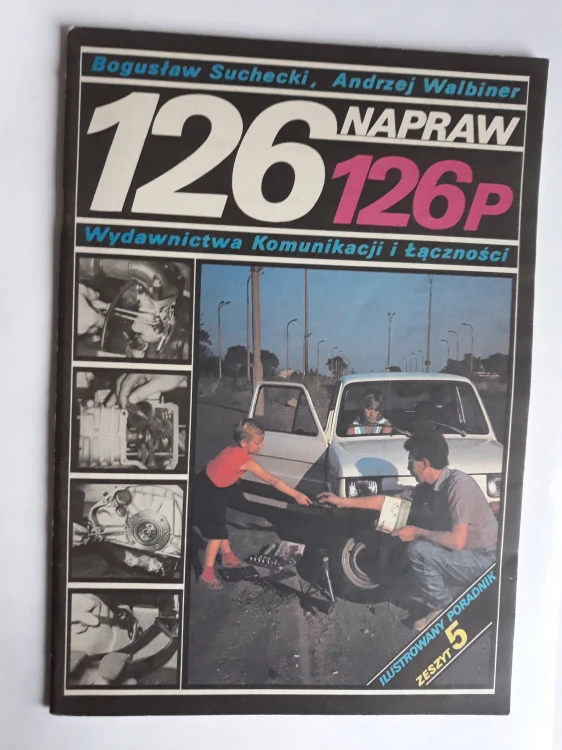 Bogusław Suchecki, Andrzej Walbiner
126 NAPRAW
126P
Wydawnictwa Komunikacji i Łączności
ILUSTROWANY PORADNIK
ZESZYT 5